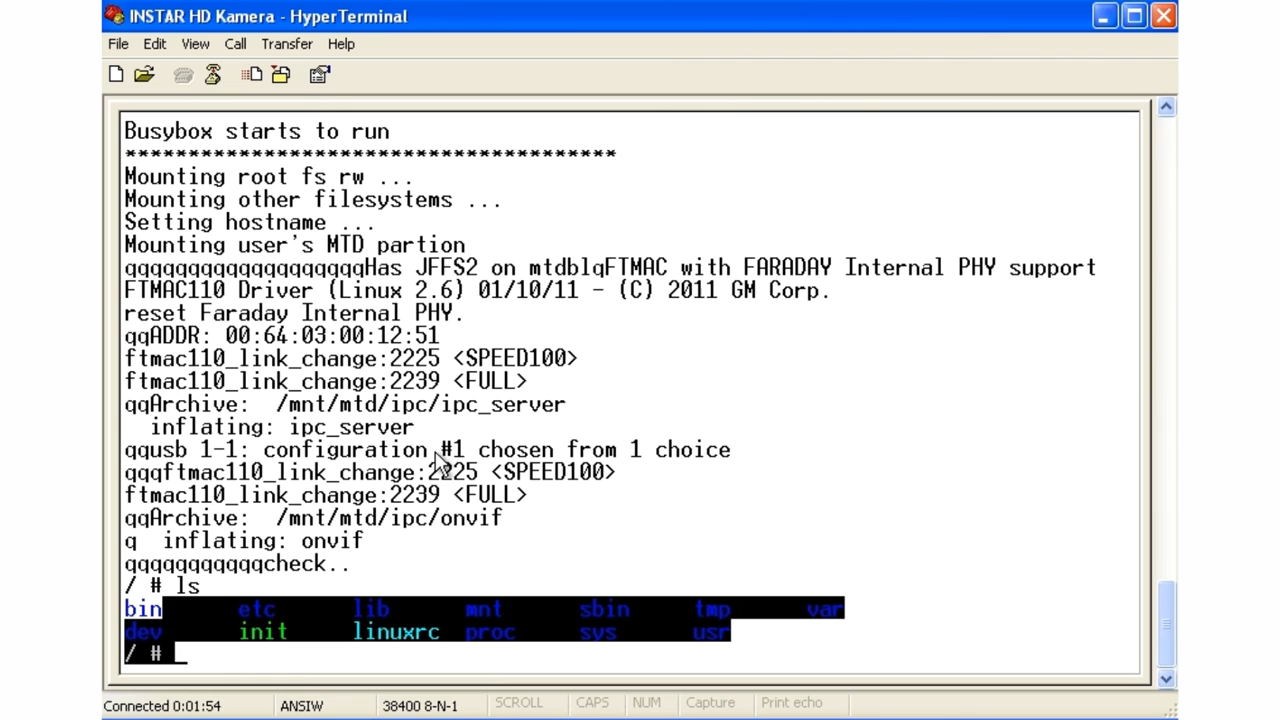 INSTAR HD Kamera - HyperTerminal
File Edit View Call Transfer Help
Busybox starts to run
***************************************
Mounting root fs rw ...
Mounting other filesystems ...
Setting hostname ...
Mounting user's MTD partion
qqqqqqqqqqqqqqqqqqqHas JFFS2 on mtdblqFTMAC with FARADAY Internal PHY support
FTMAC110 Driver (Linux 2.6) 01/10/11 - (C) 2011 GM Corp.
reset Faraday Internal PHY.
qqADDR: 00:64:03:00:12:51
ftmac110_link_change:2225 <SPEED100>
ftmac110_link_change:2239 <FULL>
qqArchive:  /mnt/mtd/ipc/ipc_server
  inflating: ipc_server
qqusb 1-1: configuration #1 chosen from 1 choice
qqqftmac110_link_change:2225 <SPEED100>
ftmac110_link_change:2239 <FULL>
qqArchive:  /mnt/mtd/ipc/onvif
q  inflating: onvif
qqqqqqqqqqqcheck..
/ # ls
bin etc lib mnt sbin tmp var
dev init linuxrc proc sys usr
/ # _
Connected 0:01:54 ANSIW 38400 8-N-1 SCROLL CAPS NUM Capture Print echo